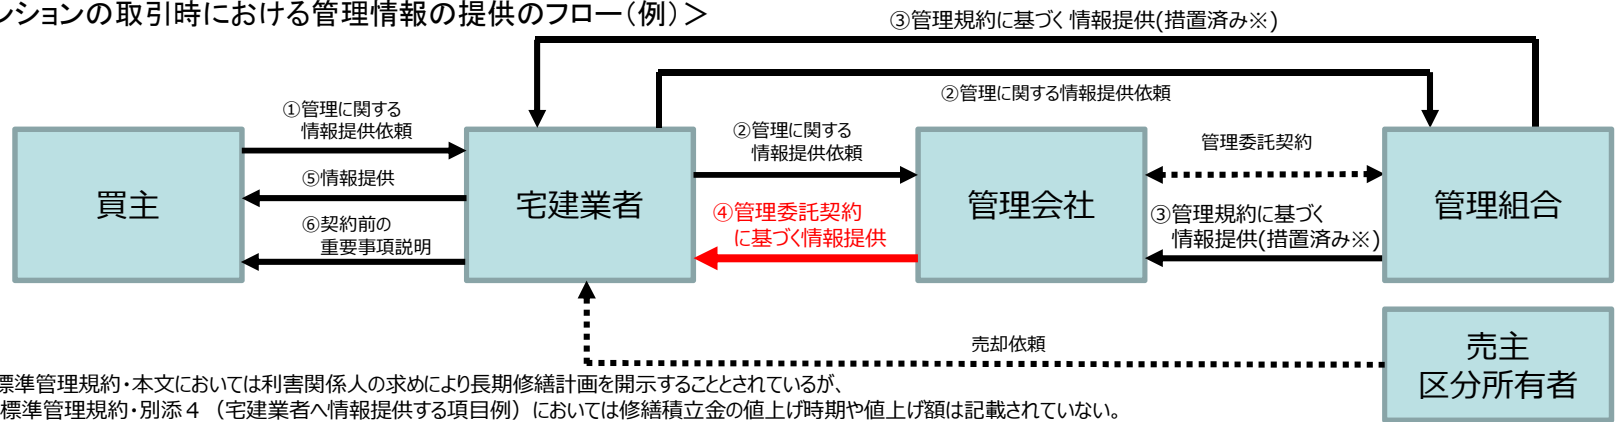 ンションの取引時における管理情報の提供のフロー(例)>
③管理規約に基づく情報提供(措置済み※)
②管理に関する情報提供依頼
①管理に関する
情報提供依頼
②管理に関する
情報提供依頼
管理委託契約
買主
⑤情報提供
宅建業者
管理会社
管理組合
④管理委託契約
に基づく情報提供
③管理規約に基づく
情報提供(措置済み※)
⑥契約前の
重要事項説明
売却依頼
売主
区分所有者
標準管理規約・本文においては利害関係人の求めにより長期修繕計画を開示することとされているが、
標準管理規約・別添4(宅建業者へ情報提供する項目例)においては修繕積立金の値上げ時期や値上げ額は記載されていない。